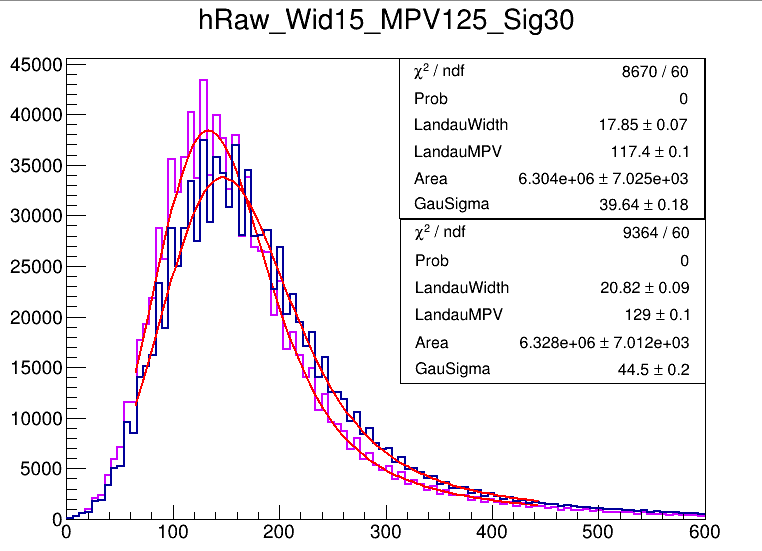 hRaw_Wid15_MPV125_Sig30
χ² / ndf 8670 / 60
Prob 0
LandauWidth 17.85 ± 0.07
LandauMPV 117.4 ± 0.1
Area 6.304e+06 ± 7.025e+03
GauSigma 39.64 ± 0.18
χ² / ndf 9364 / 60
Prob 0
LandauWidth 20.82 ± 0.09
LandauMPV 129 ± 0.1
Area 6.328e+06 ± 7.012e+03
GauSigma 44.5 ± 0.2
45000
40000
35000
30000
25000
20000
15000
10000
5000
0
0 100 200 300 400 500 600